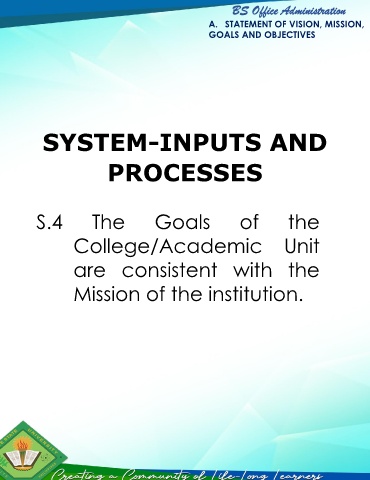 BS Office Administration
A. STATEMENT OF VISION, MISSION,
GOALS AND OBJECTIVES
SYSTEM-INPUTS AND
PROCESSES
S.4 The Goals of the
College/Academic Unit
are consistent with the
Mission of the institution.
Creating a Community of Life-Long Learners